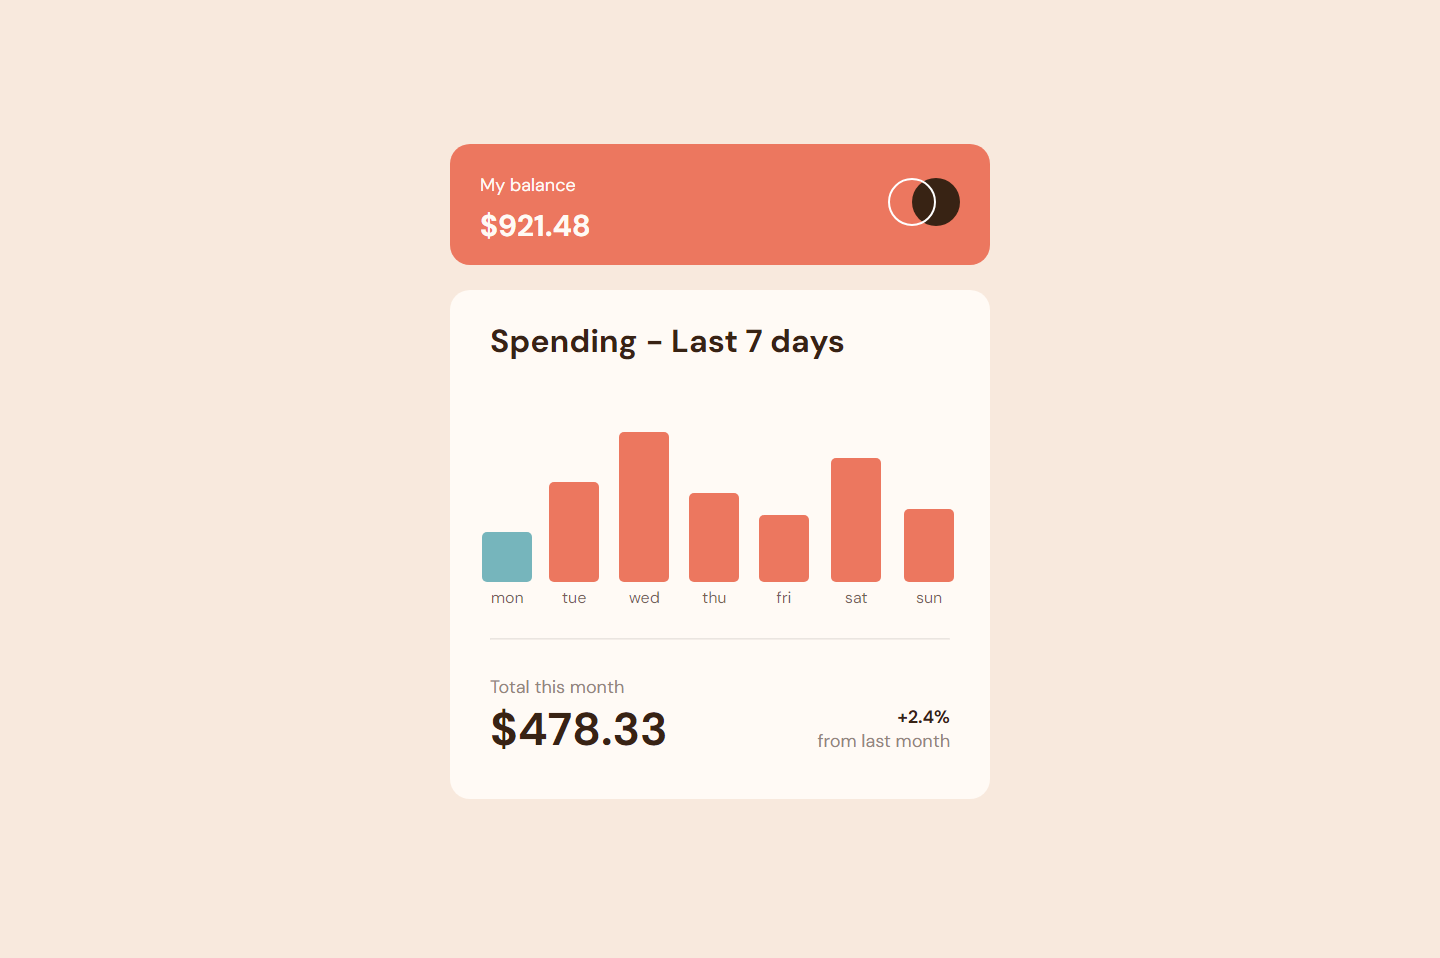 My balance
$921.48
Spending - Last 7 days
mon tue wed thu fri sat sun
Total this month
$478.33
+2.4%
from last month